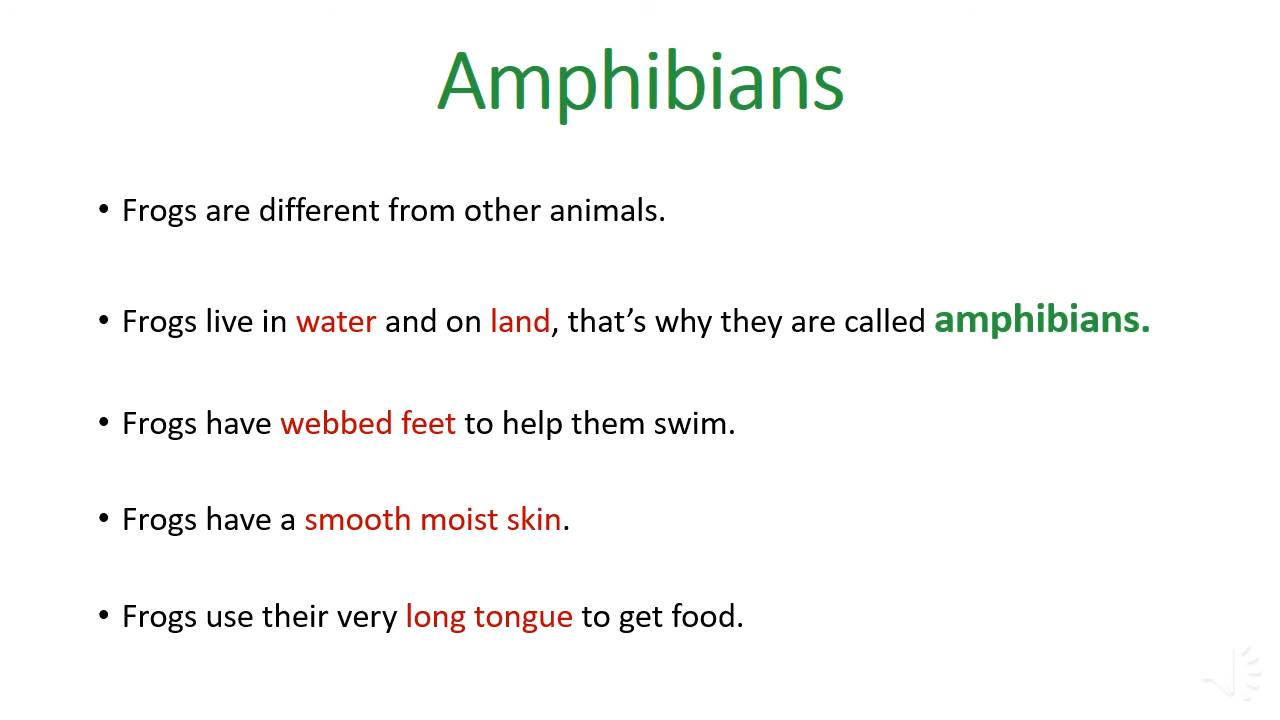 Amphibians
• Frogs are different from other animals.
• Frogs live in water and on land, that’s why they are called amphibians.
• Frogs have webbed feet to help them swim.
• Frogs have a smooth moist skin.
• Frogs use their very long tongue to get food.